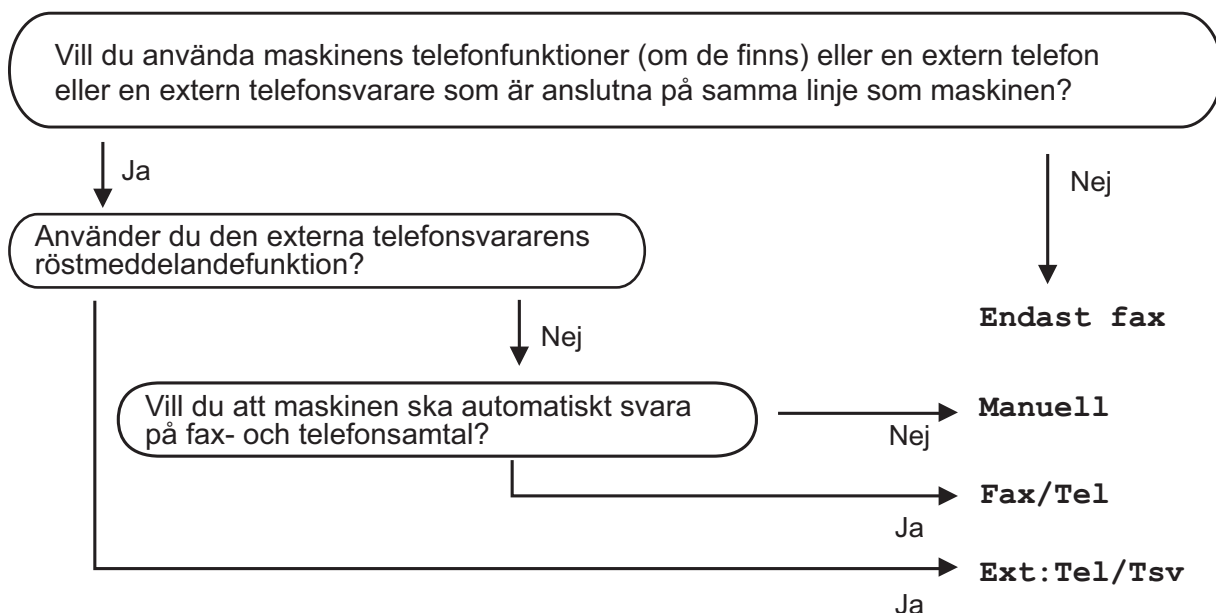 Vill du använda maskinens telefonfunktioner (om de finns) eller en extern telefon
eller en extern telefonsvarare som är anslutna på samma linje som maskinen?
Ja
Nej
Använder du den externa telefonsvararens
röstmeddelandefunktion?
Endast fax
Nej
Vill du att maskinen ska automatiskt svara
på fax- och telefonsamtal?
Manuell
Nej
Fax/Tel
Ja
Ext:Tel/Tsv
Ja